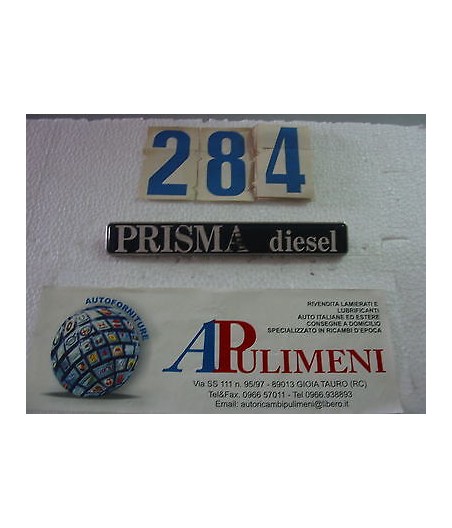 284
PRISMA diesel
AUTOFORNITURE
RIVENDITA LAMIERATI E
LUBRIFICANTI
AUTO ITALIANE ED ESTERE
CONSEGNE A DOMICILIO
SPECIALIZZATO IN RICAMBI D'EPOCA
APULIMENI
Via SS 111 n. 95/97 - 89013 GIOIA TAURO (RC)
Tel&Fax. 0966 57011 - Tel 0966.938893
Email: autoricambipulimeni@libero.it